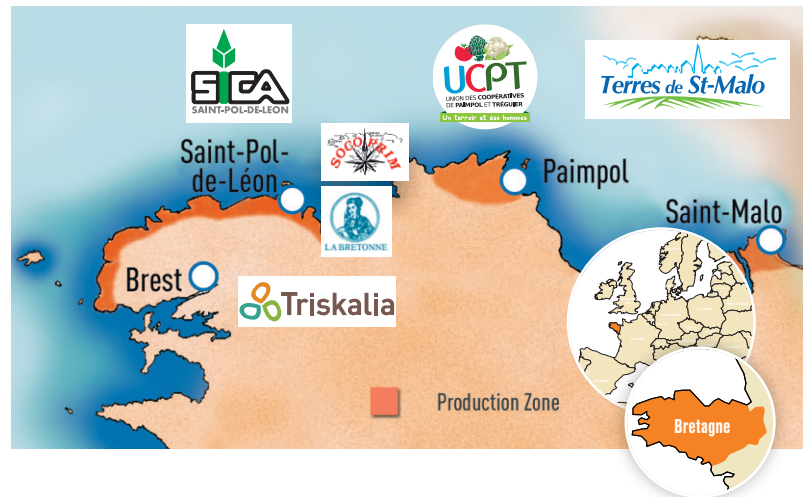 SICA
SAINT-POL-DE-LEON
UCPT
UNION DES COOPÉRATIVES
DE PAIMPOL ET TRÉGUIER
Un terroir et des hommes
Terres de St-Malo
Saint-Pol-
de-Léon
SOCOPRIM
Paimpol
Saint-Malo
LA BRETONNE
Brest
Triskalia
Production Zone
Bretagne